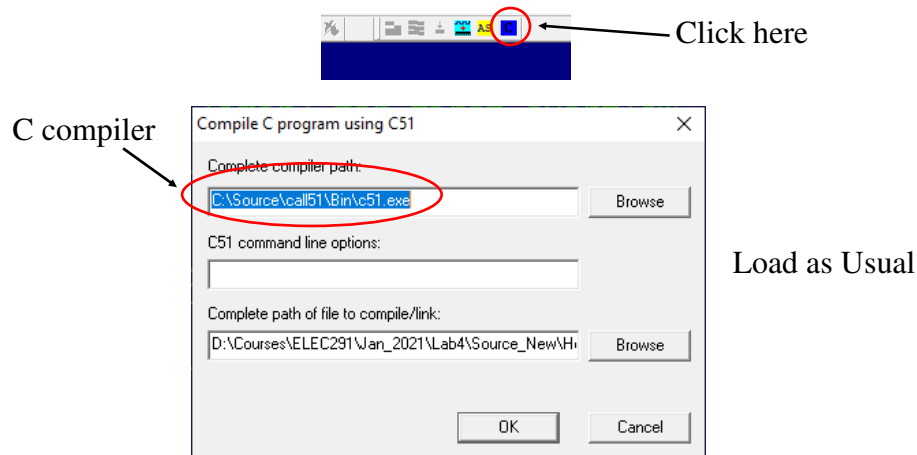 AS C
Click here
C compiler
Compile C program using C51
Complete compiler path:
C:\Source\call51\Bin\c51.exe
Browse
C51 command line options:
Load as Usual
Complete path of file to compile/link:
D:\Courses\ELEC291\Jan_2021\Lab4\Source_New\H
Browse
OK
Cancel